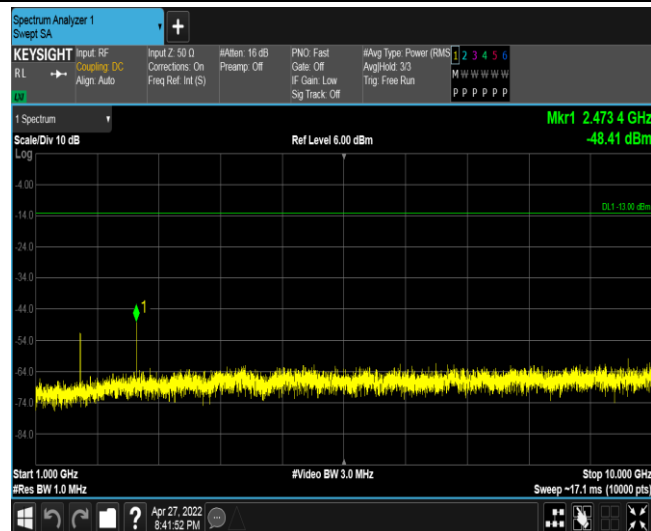 Spectrum Analyzer 1
Swept SA
+
KEYSIGHT
RL
Input: RF
Coupling: DC
Align: Auto
Input Z: 50 Ω
Corrections: On
Freq Ref: Int (S)
#Atten: 16 dB
Preamp: Off
PNO: Fast
Gate: Off
IF Gain: Low
Sig Track: Off
#Avg Type: Power (RMS
Avg|Hold: 3/3
Trig: Free Run
1 2 3 4 5 6
M W W W W W
P P P P P P
1 Spectrum
Mkr1 2.473 4 GHz
Scale/Div 10 dB
Ref Level 6.00 dBm
-48.41 dBm
Log
-4.00
DL1 -13.00 dBm
-14.0
-24.0
-34.0
-44.0
1
-54.0
-64.0
-74.0
-84.0
Start 1.000 GHz
#Video BW 3.0 MHz
Stop 10.000 GHz
#Res BW 1.0 MHz
Sweep ~17.1 ms (10000 pts)
?
Apr 27, 2022
8:41:52 PM